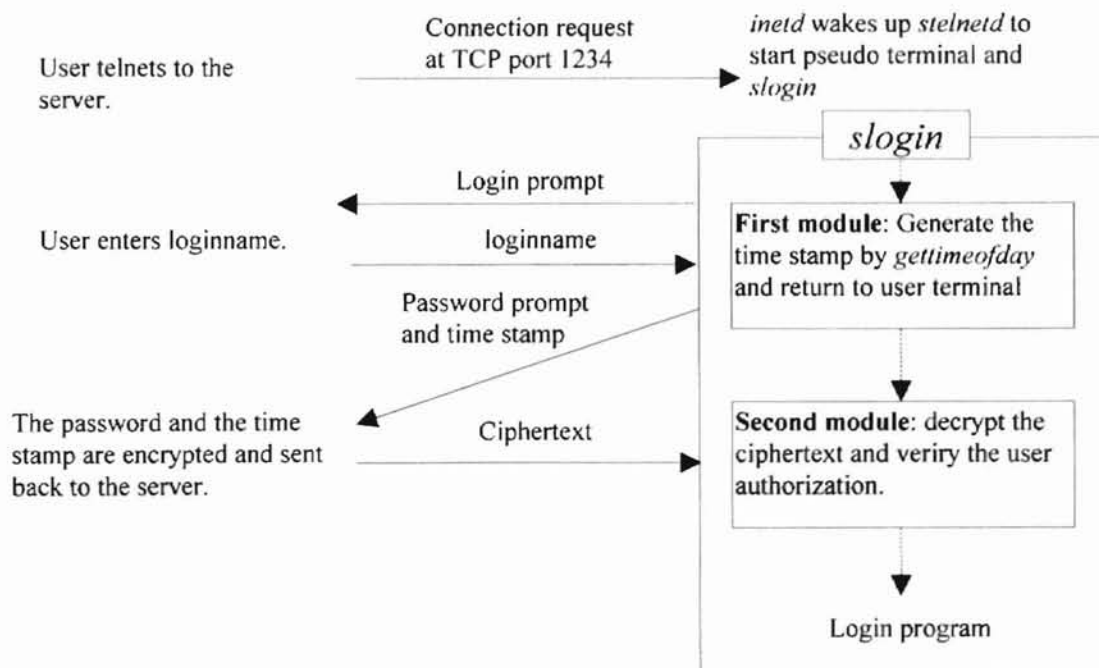 Connection request
at TCP port 1234
inetd wakes up stelnetd to
start pseudo terminal and
slogin
User telnets to the
server.
slogin
Login prompt
First module: Generate the
time stamp by gettimeofday
and return to user terminal
User enters loginname.
loginname
Password prompt
and time stamp
The password and the time
stamp are encrypted and sent
back to the server.
Ciphertext
Second module: decrypt the
ciphertext and veriry the user
authorization.
Login program